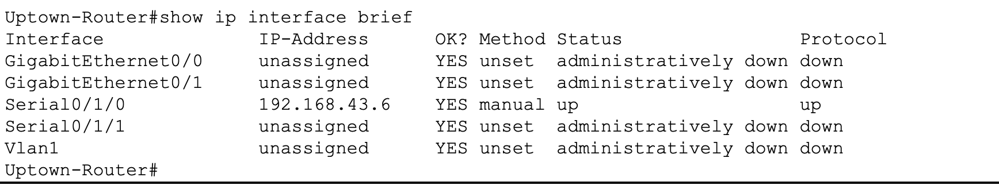 Uptown-Router#show ip interface brief
Interface IP-Address OK? Method Status Protocol
GigabitEthernet0/0 unassigned YES unset administratively down down
GigabitEthernet0/1 unassigned YES unset administratively down down
Serial0/1/0 192.168.43.6 YES manual up up
Serial0/1/1 unassigned YES unset administratively down down
Vlan1 unassigned YES unset administratively down down
Uptown-Router#